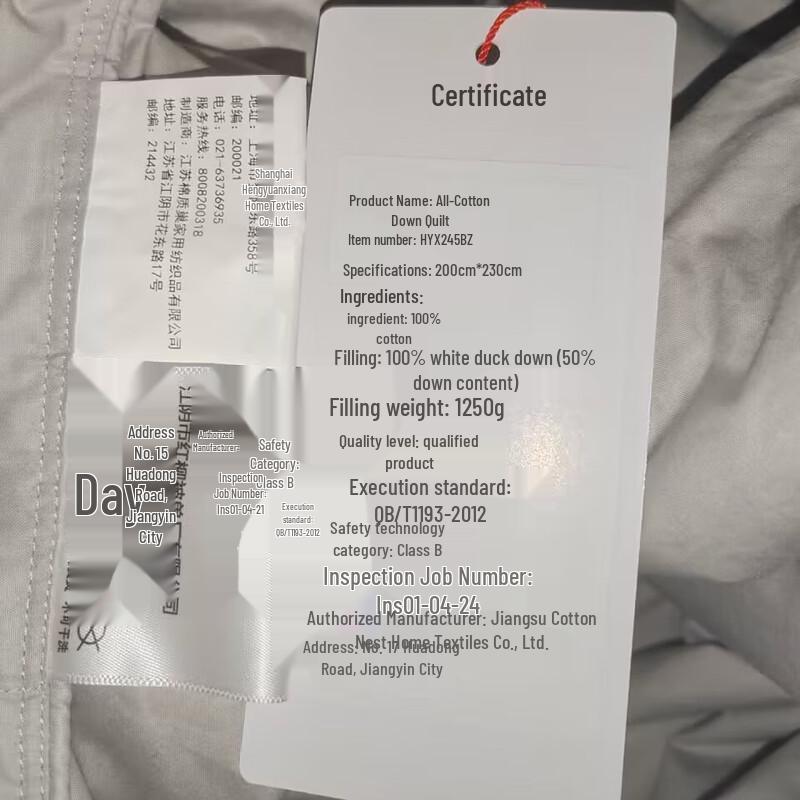 Certificate
Product Name: All-Cotton
Down Quilt
Item number: HYX245BZ
Specifications: 200cm*230cm
Ingredients:
ingredient: 100%
cotton
Filling: 100% white duck down (50%
down content)
Filling weight: 1250g
Quality level: qualified
product
Execution standard:
QB/T1193-2012
Safety technology
category: Class B
Inspection Job Number:
Ins01-04-24
Authorized Manufacturer: Jiangsu Cotton
Nest Home Textiles Co., Ltd.
Address: No. 17 Huadong
Road, Jiangyin City
邮编: 200021
电话: 021-63736935
服务热线: 8008200318
制造商: 江苏棉质巢家用纺织品有限公司
地址: 江苏省江阴市花东路17号
邮编: 214432
Shanghai
Hengyuanxiang
Home Textiles
Co., Ltd.
Address
No. 15
Huadong
Road,
Jiangyin
City
Day
Authorized
Manufacturer:
Safety
Category:
Class B
Inspection
Job Number:
Ins01-04-21
Execution
standard:
QB/T1193-2012
不可干洗